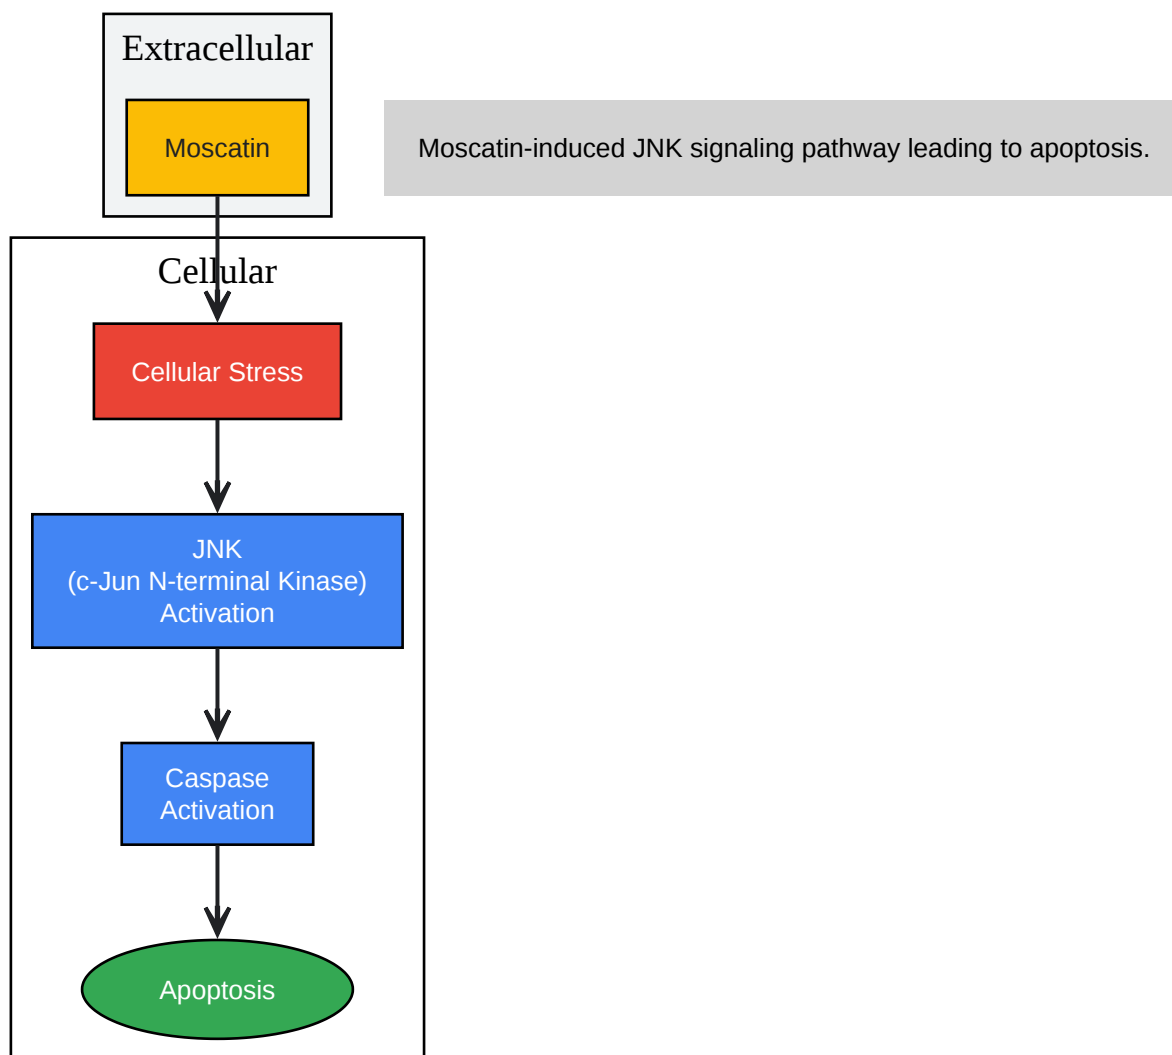 Extracellular
Moscatin
Moscatin-induced JNK signaling pathway leading to apoptosis.
Cellular
Cellular Stress
JNK
(c-Jun N-terminal Kinase)
Activation
Caspase
Activation
Apoptosis